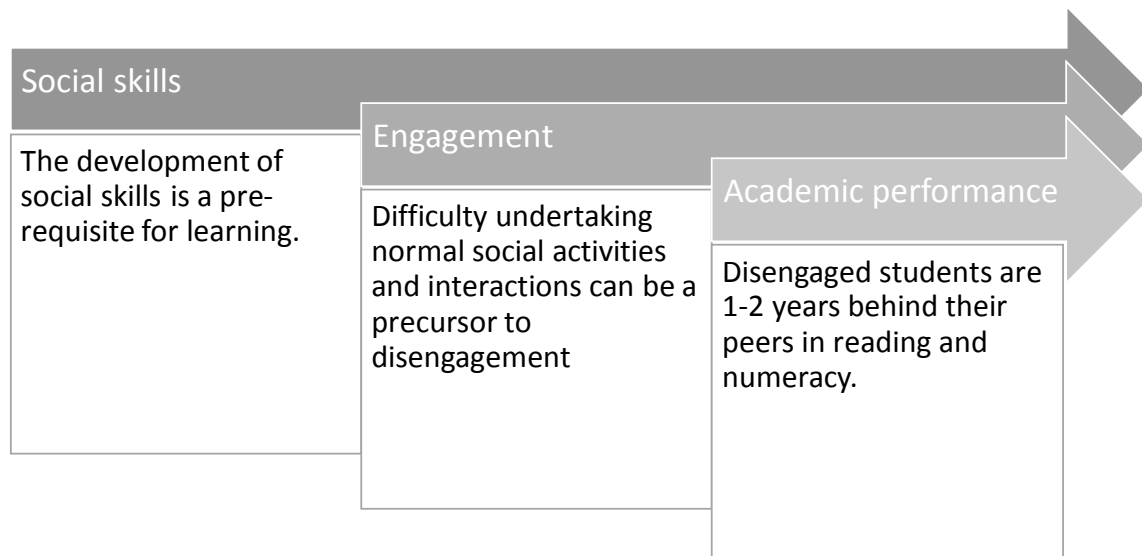 Social skills
The development of
social skills is a pre-
requisite for learning.
Engagement
Difficulty undertaking
normal social activities
and interactions can be a
precursor to
disengagement
Academic performance
Disengaged students are
1-2 years behind their
peers in reading and
numeracy.